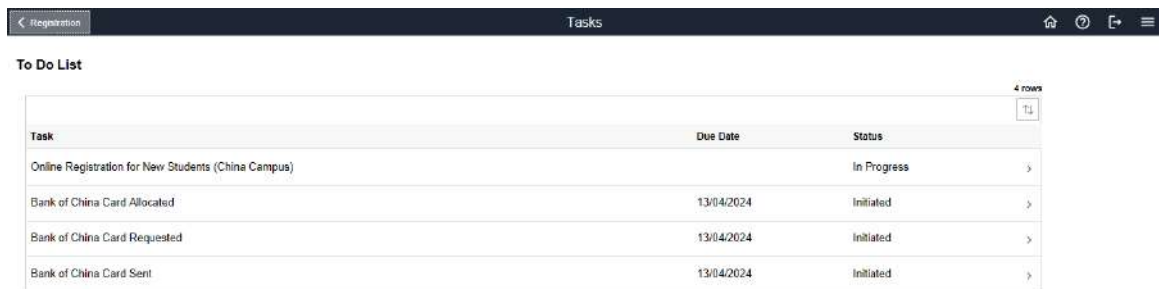 Registration Tasks
To Do List
4 rows
Task Due Date Status
Online Registration for New Students (China Campus) In Progress
Bank of China Card Allocated 13/04/2024 Initiated
Bank of China Card Requested 13/04/2024 Initiated
Bank of China Card Sent 13/04/2024 Initiated